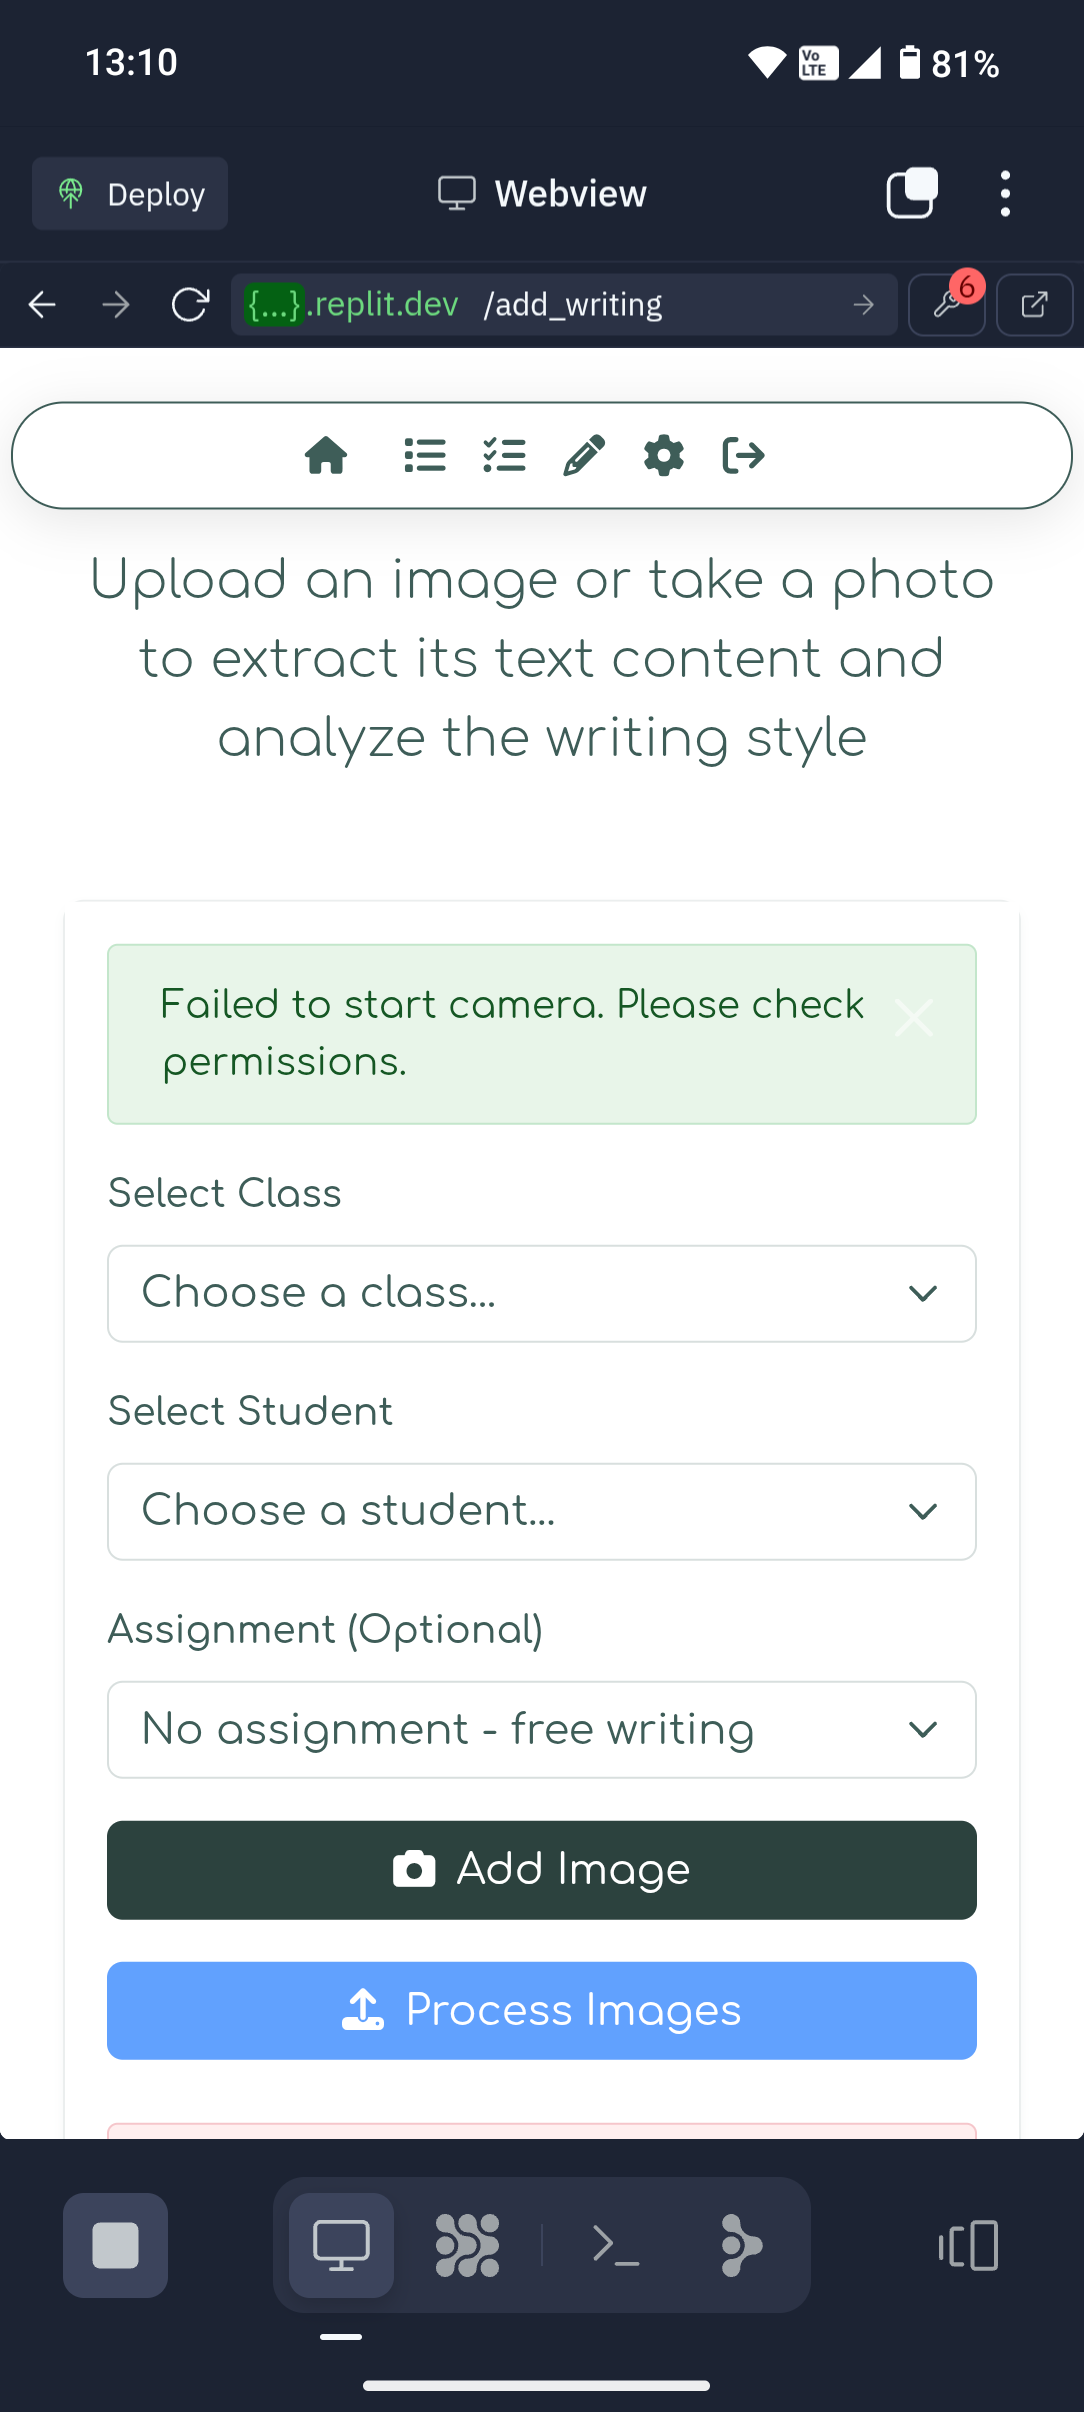 13:10
Vo LTE
81%
Deploy
Webview
{...}.replit.dev /add_writing
6
Upload an image or take a photo
to extract its text content and
analyze the writing style
Failed to start camera. Please check
permissions.
Select Class
Choose a class...
Select Student
Choose a student...
Assignment (Optional)
No assignment - free writing
Add Image
Process Images